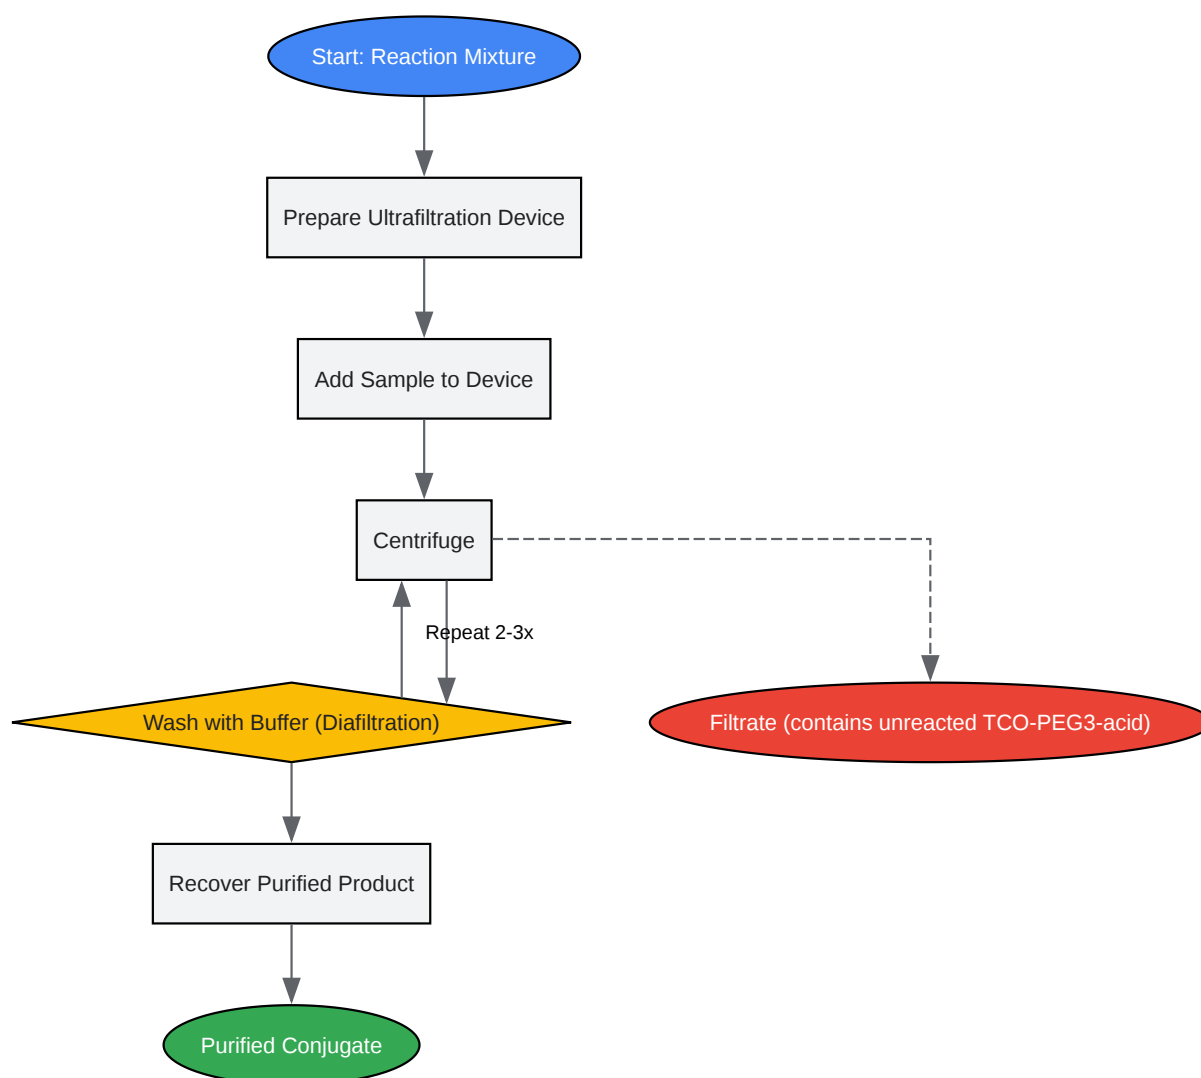 Start: Reaction Mixture
Prepare Ultrafiltration Device
Add Sample to Device
Centrifuge
Repeat 2-3x
Wash with Buffer (Diafiltration)
Filtrate (contains unreacted TCO-PEG3-acid)
Recover Purified Product
Purified Conjugate